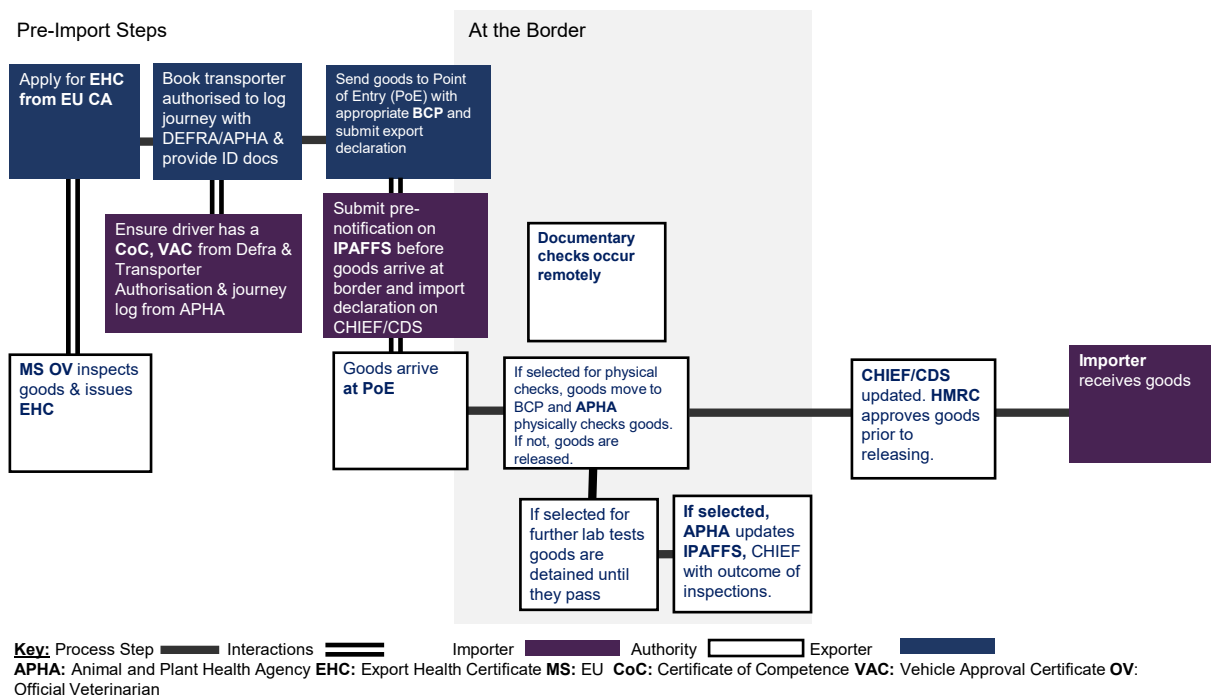 Pre-Import Steps
At the Border
Apply for EHC
from EU CA
Book transporter
authorised to log
journey with
DEFRA/APHA &
provide ID docs
Send goods to Point
of Entry (PoE) with
appropriate BCP and
submit export
declaration
Ensure driver has a
CoC, VAC from Defra &
Transporter
Authorisation & journey
log from APHA
Submit pre-
notification on
IPAFFS before
goods arrive at
border and import
declaration on
CHIEF/CDS
Documentary
checks occur
remotely
MS OV inspects
goods & issues
EHC
Goods arrive
at PoE
If selected for physical
checks, goods move to
BCP and APHA
physically checks goods.
If not, goods are
released.
CHIEF/CDS
updated. HMRC
approves goods
prior to
releasing.
Importer
receives goods
If selected for
further lab tests
goods are
detained until
they pass
If selected,
APHA updates
IPAFFS, CHIEF
with outcome of
inspections.
Key: Process Step Interactions Importer Authority Exporter
APHA: Animal and Plant Health Agency EHC: Export Health Certificate MS: EU CoC: Certificate of Competence VAC: Vehicle Approval Certificate OV:
Official Veterinarian